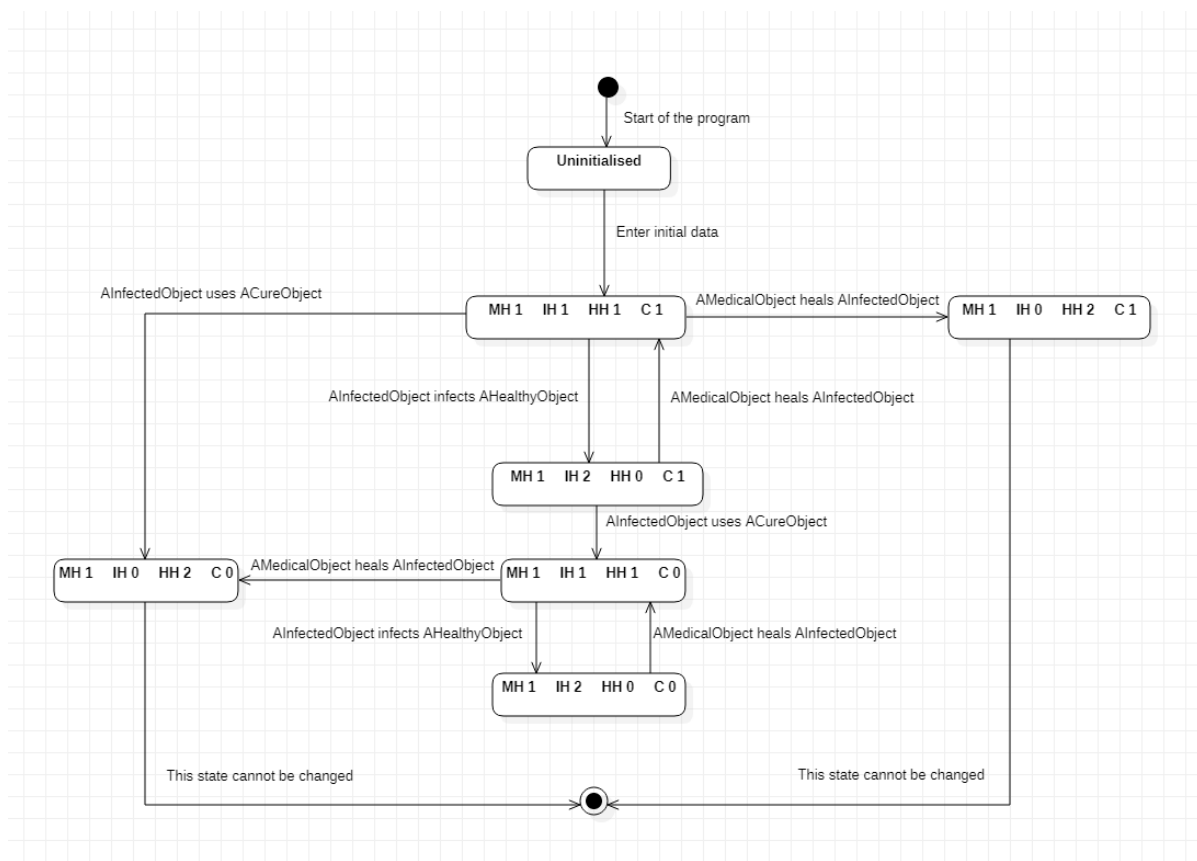 Start of the program
Uninitialised
Enter initial data
AInfectedObject uses ACureObject
MH 1 IH 1 HH 1 C 1
AMedicalObject heals AInfectedObject
MH 1 IH 0 HH 2 C 1
AInfectedObject infects AHealthyObject
AMedicalObject heals AInfectedObject
MH 1 IH 2 HH 0 C 1
AInfectedObject uses ACureObject
MH 1 IH 0 HH 2 C 0
AMedicalObject heals AInfectedObject
MH 1 IH 1 HH 1 C 0
AInfectedObject infects AHealthyObject
AMedicalObject heals AInfectedObject
MH 1 IH 2 HH 0 C 0
This state cannot be changed
This state cannot be changed